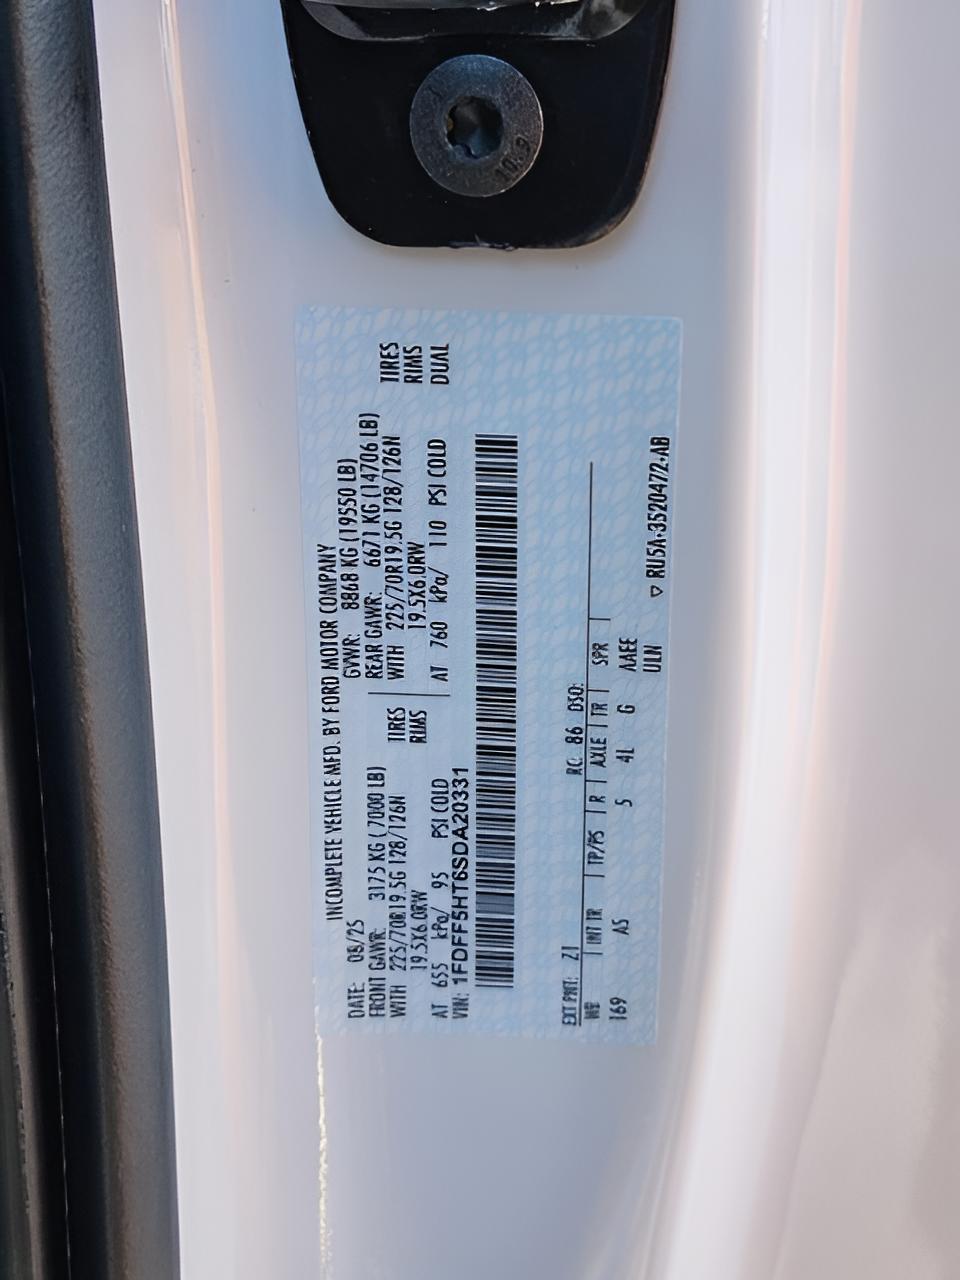 10.9
INCOMPLETE VEHICLE MFD. BY FORD MOTOR COMPANY
DATE: 08/25 GVWR: 8868 KG (19550 LB)
FRONT GAWR: 3175 KG ( 7000 LB) REAR GAWR: 6671 KG (14706 LB)
WITH 225/70R19.5G 128/126N TIRES WITH 225/70R19.5G 128/126N TIRES
19.5X6.0RW RIMS 19.5X6.0RW RIMS
AT 655 kPa/ 95 PSI COLD AT 760 kPa/ 110 PSI COLD DUAL
VIN: 1FDFF5HT6SDA20331
EXT PNT: Z1 RC: 86 DSO:
WB INT TR TP/PS R AXLE TR SPR
169 AS 5 4L G AAEE
ULN
▽ RU5A-3520472-AB